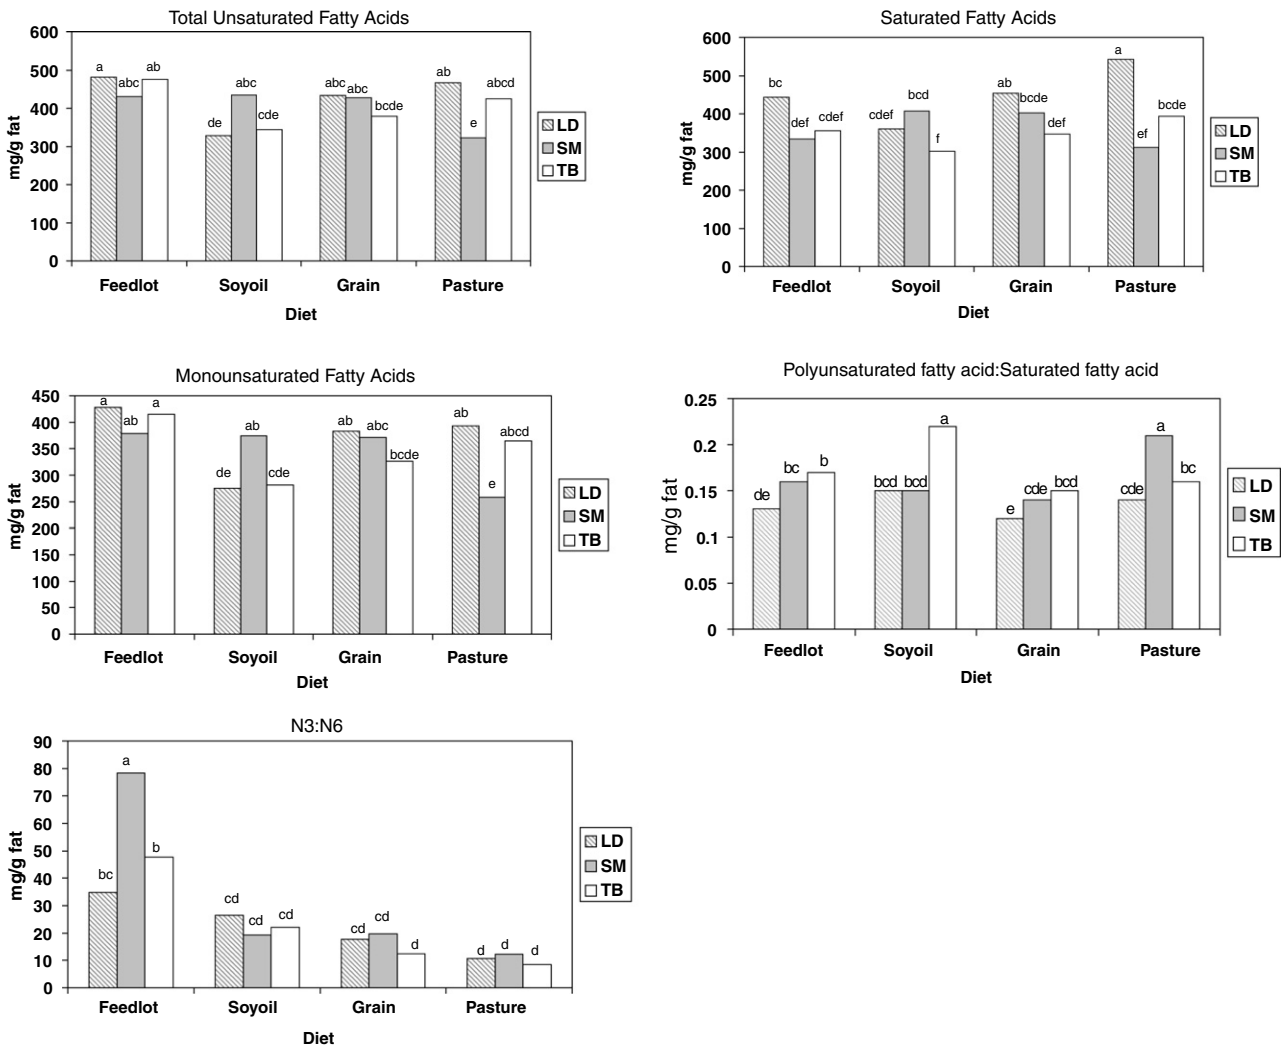 Total Unsaturated Fatty Acids
600
500
400
300
200
100
0
mg/g fat
a abc ab
de abc cde
abc abc bcde
ab e abcd
Feedlot Soyoil Grain Pasture
Diet
LD
SM
TB
Saturated Fatty Acids
600
500
400
300
200
100
0
mg/g fat
bc def cdef
cdef bcd f
ab bcde def
a ef bcde
Feedlot Soyoil Grain Pasture
Diet
LD
SM
TB
Monounsaturated Fatty Acids
450
400
350
300
250
200
150
100
50
0
mg/g fat
a ab a
de ab cde
ab abc bcde
ab e abcd
Feedlot Soyoil Grain Pasture
Diet
LD
SM
TB
Polyunsaturated fatty acid:Saturated fatty acid
0.25
0.2
0.15
0.1
0.05
0
mg/g fat
de bc b
bcd bcd a
e cde bcd
cde a bc
Feedlot Soyoil Grain Pasture
Diet
LD
SM
TB
N3:N6
90
80
70
60
50
40
30
20
10
0
mg/g fat
bc a b
cd cd cd
cd cd d
d d d
Feedlot Soyoil Grain Pasture
Diet
LD
SM
TB